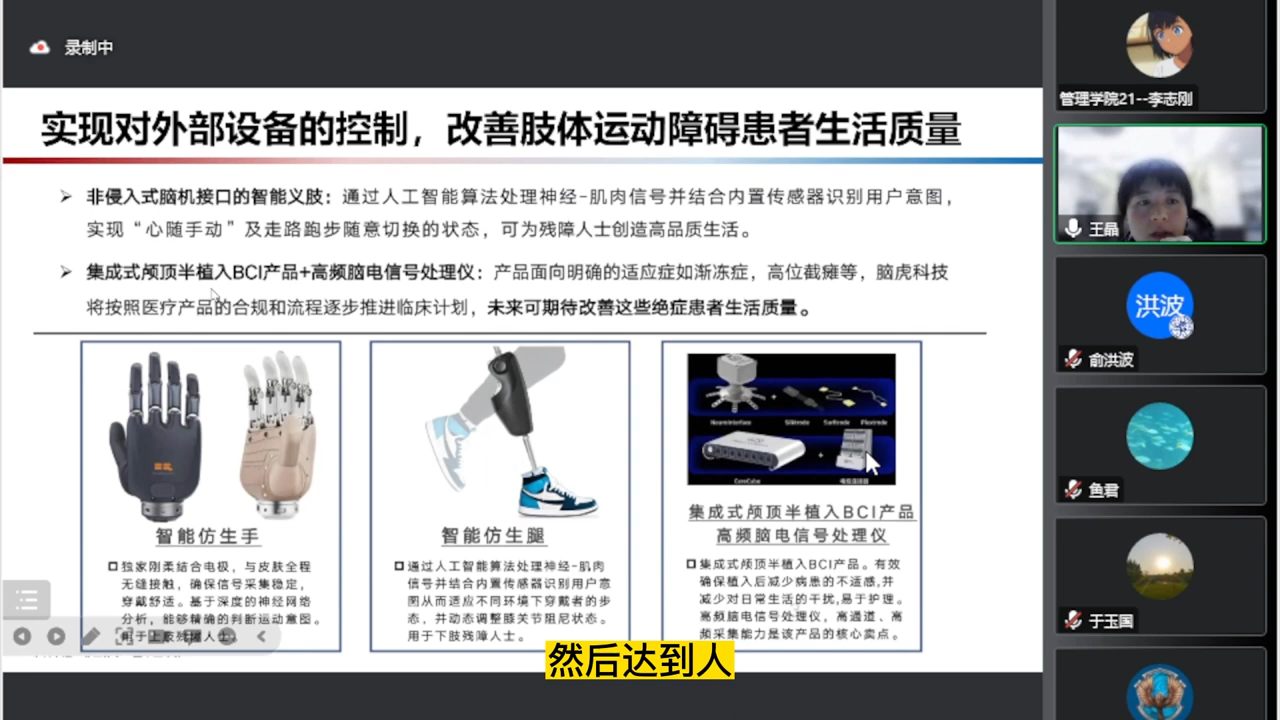 录制中
实现对外部设备的控制，改善肢体运动障碍患者生活质量
➢ 非侵入式脑机接口的智能义肢：通过人工智能算法处理神经-肌肉信号并结合内置传感器识别用户意图，
实现“心随手动”及走路跑步随意切换的状态，可为残障人士创造高品质生活。
➢ 集成式颅顶半植入BCI产品+高频脑电信号处理仪：产品面向明确的适应症如渐冻症，高位截瘫等，脑虎科技
将按照医疗产品的合规和流程逐步推进临床计划，未来可期待改善这些绝症患者生活质量。
智能仿生手
独家刚柔结合电极，与皮肤全程
无缝接触，确保信号采集稳定，
穿戴舒适。基于深度的神经网络
分析，能够精确的判断运动意图。
用于上肢残障人士。
智能仿生腿
通过人工智能算法处理神经-肌肉
信号并结合内置传感器识别用户意
图从而适应不同环境下穿戴者的步
态，并动态调整膝关节阻尼状态。
用于下肢残障人士。
+
+
集成式颅顶半植入BCI产品
高频脑电信号处理仪
集成式颅顶半植入BCI产品。有效
确保植入后减少病患的不适感,并
减少对日常生活的干扰,易于护理。
高频脑电信号处理仪，高通道、高
频采集能力是该产品的核心卖点。
然后达到人
管理学院21--李志刚
王晶
洪波
俞洪波
鱼君
于玉国